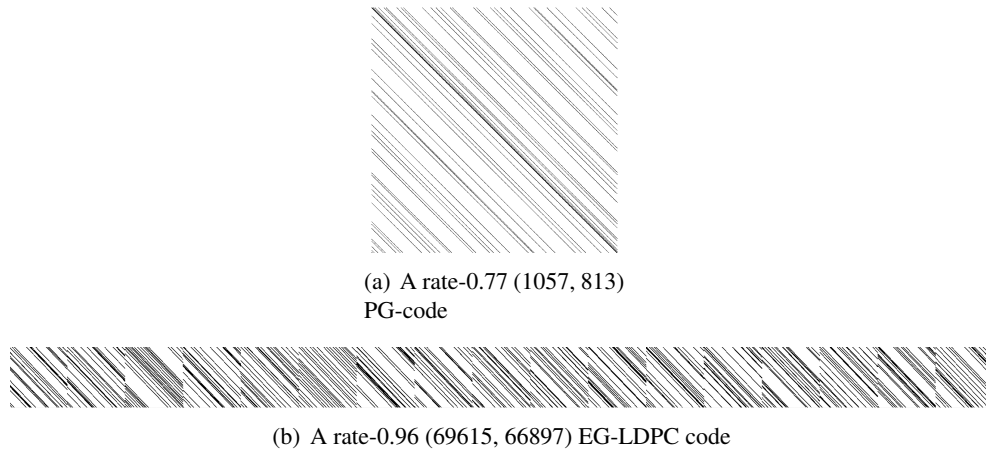 (a) A rate-0.77 (1057, 813)
PG-code
(b) A rate-0.96 (69615, 66897) EG-LDPC code